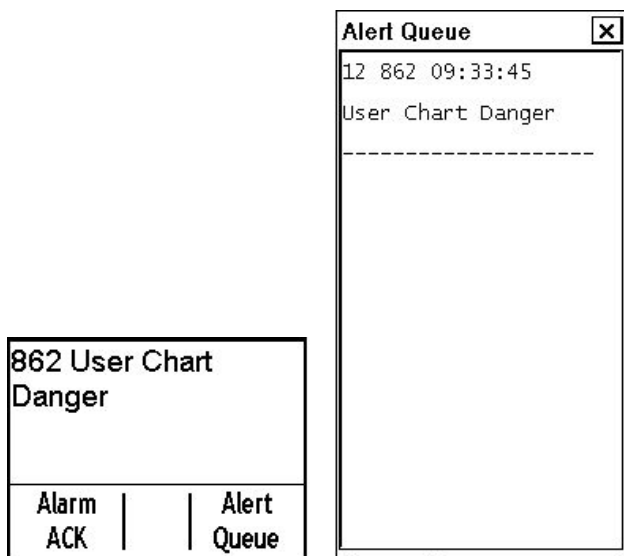 Alert Queue
12 862 09:33:45
User Chart Danger
--------------------
862 User Chart
Danger
Alarm
ACK
Alert
Queue